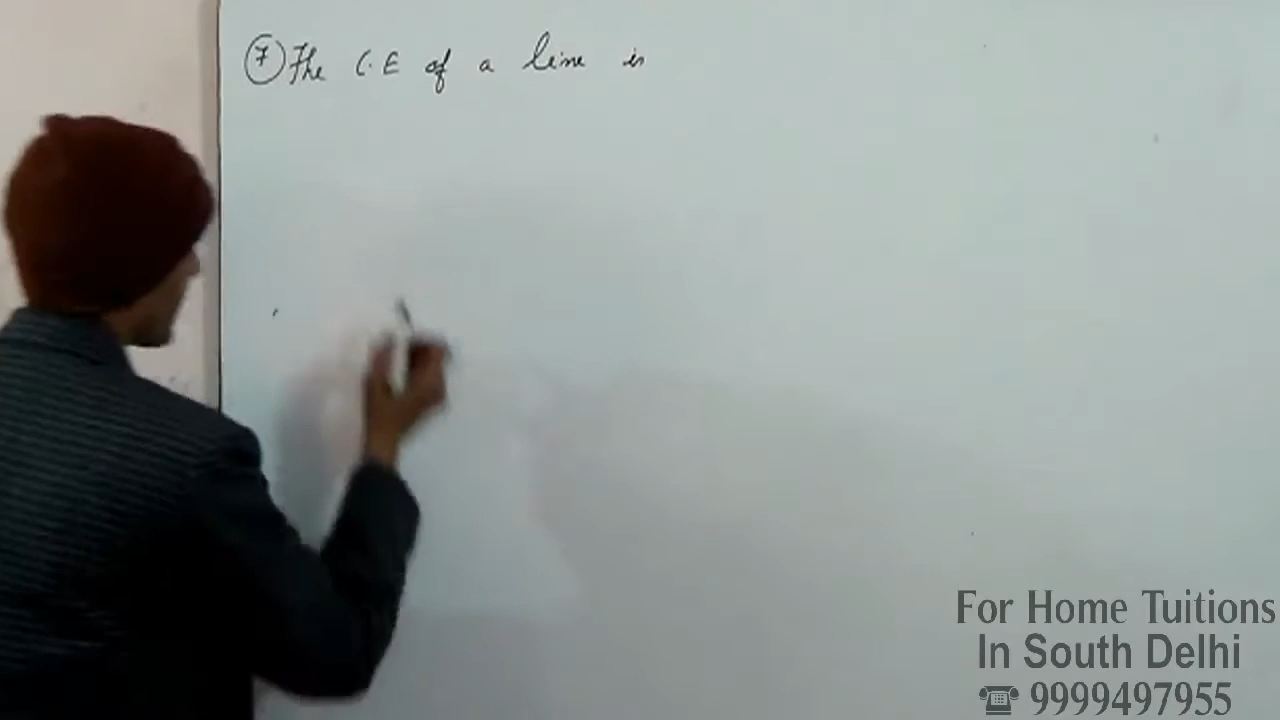 ⑦ The C.E of a line is
For Home Tuitions
In South Delhi
☎ 9999497955